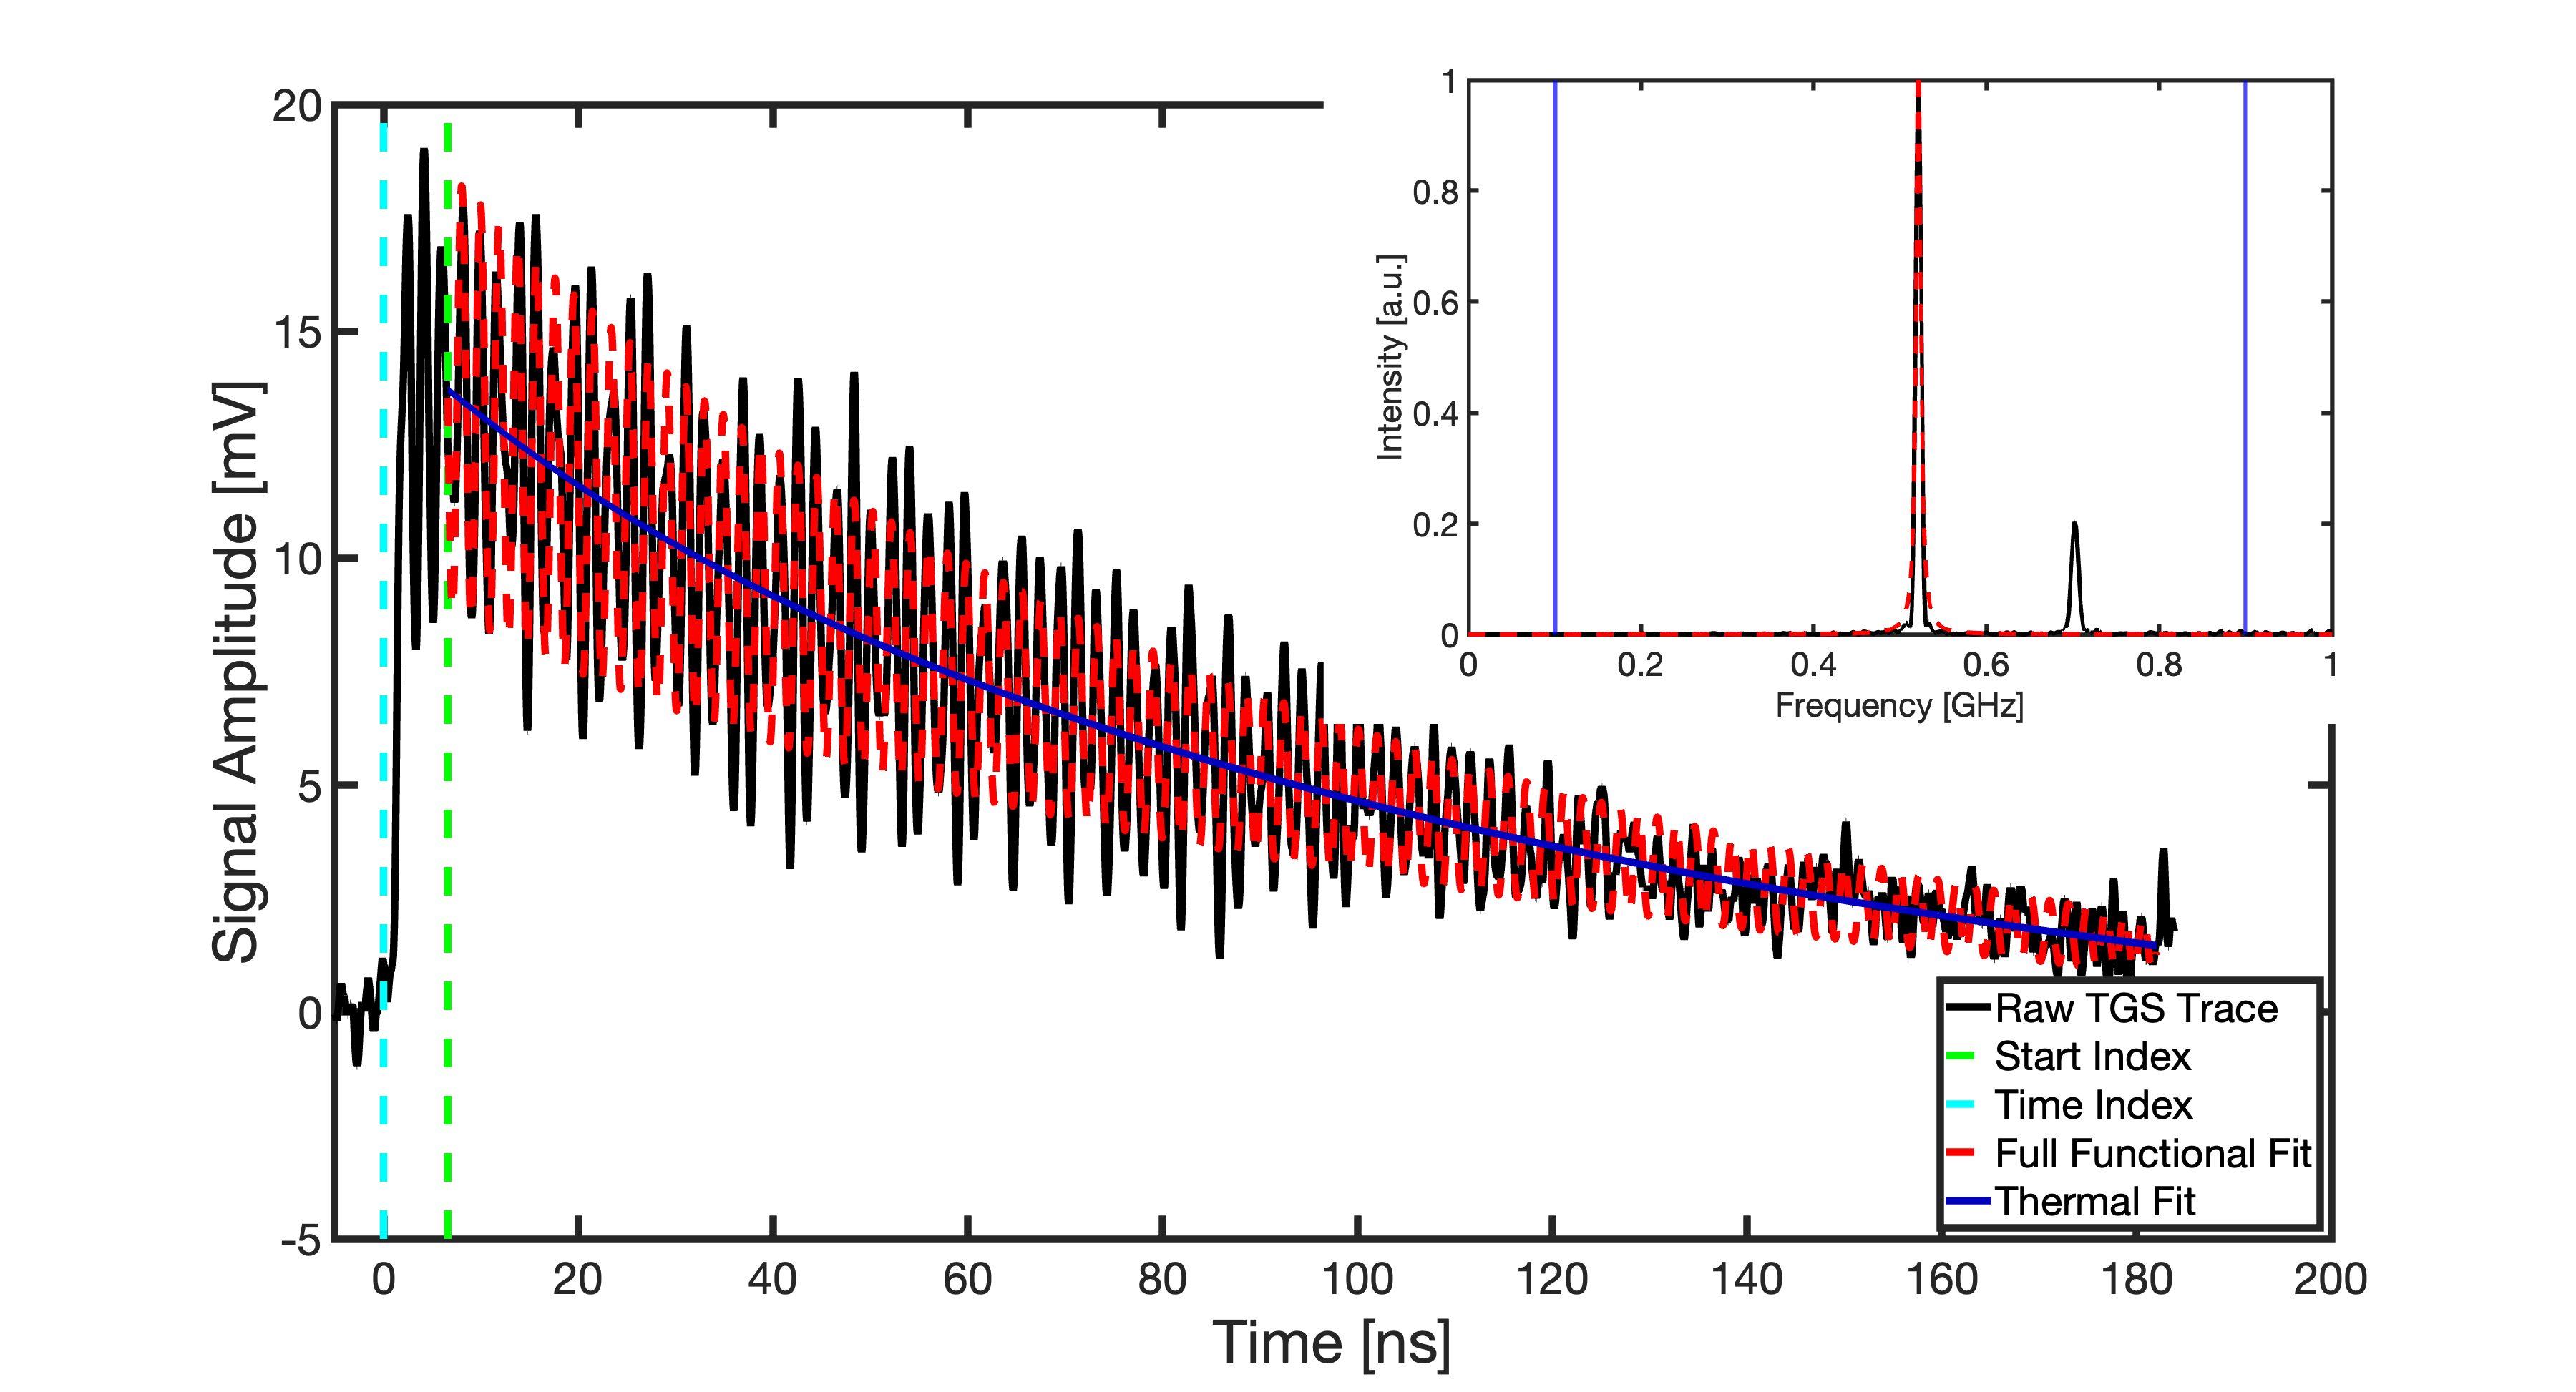 20
15
10
5
0
-5
Signal Amplitude [mV]
0 20 40 60 80 100 120 140 160 180 200
Time [ns]
1
0.8
0.6
0.4
0.2
0
Intensity [a.u.]
0 0.2 0.4 0.6 0.8 1
Frequency [GHz]
Raw TGS Trace
Start Index
Time Index
Full Functional Fit
Thermal Fit